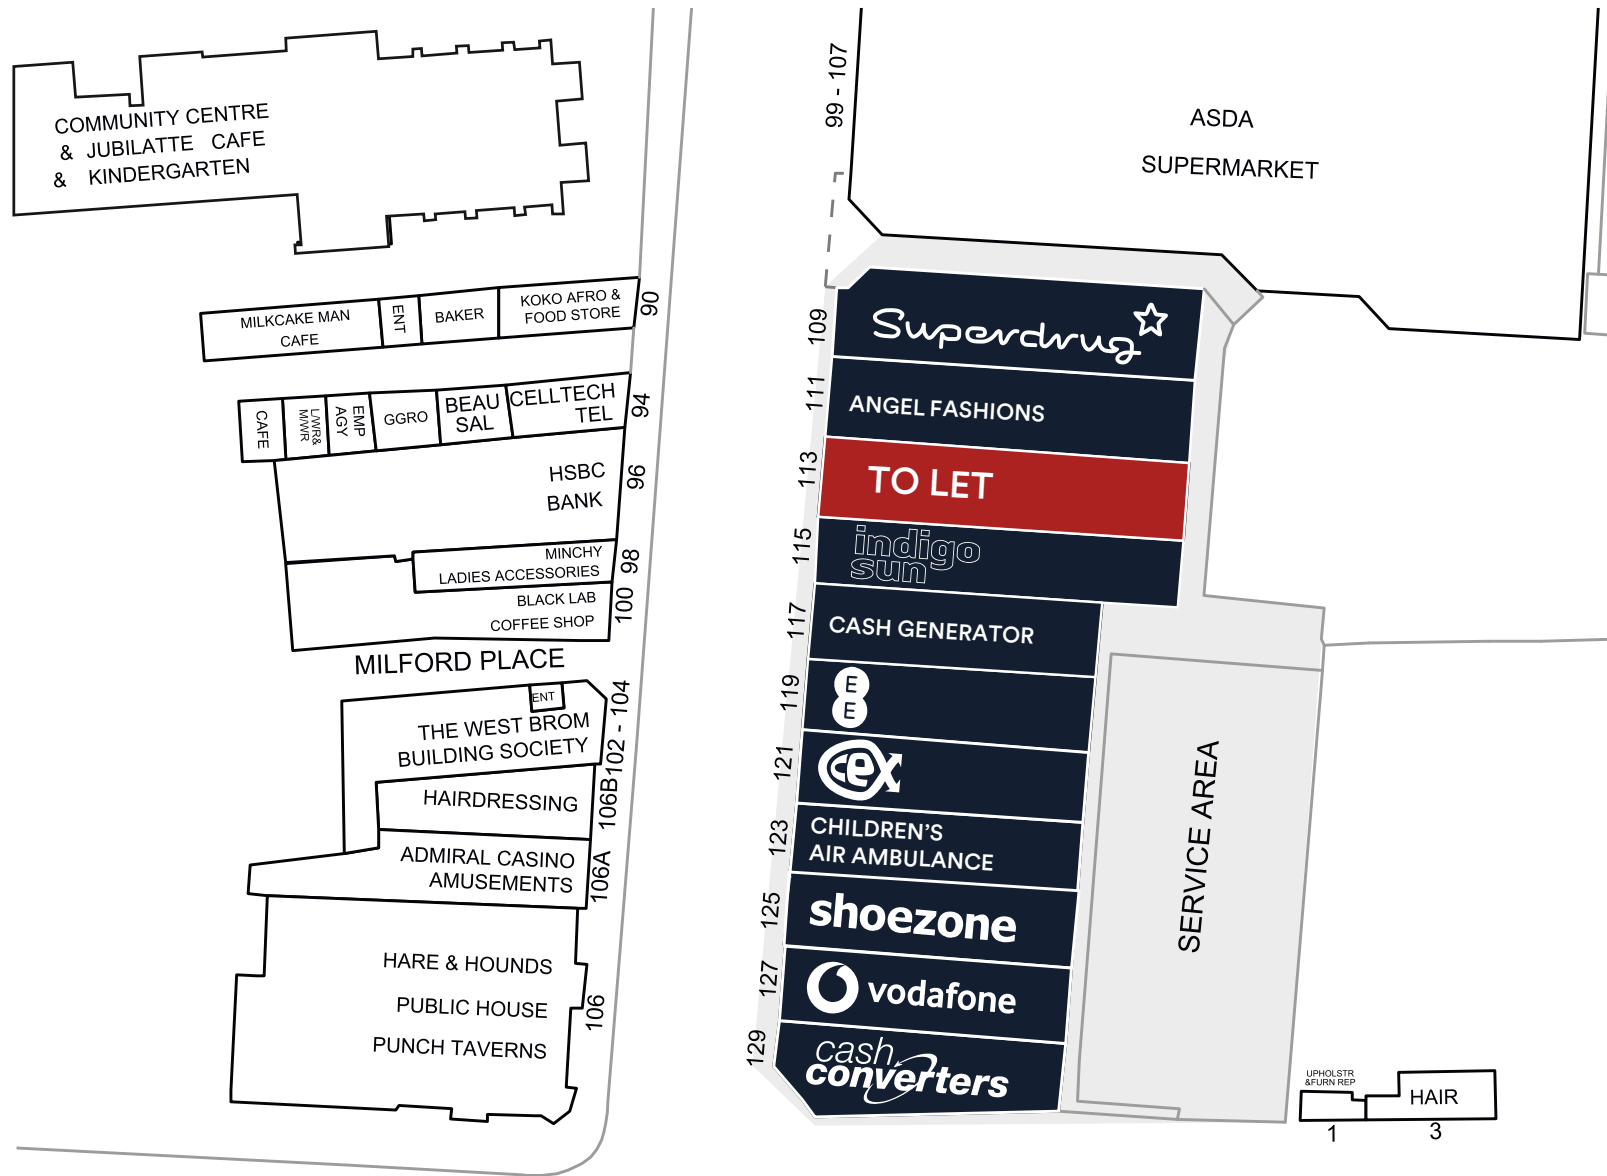 COMMUNITY CENTRE
& JUBILATTE CAFE
& KINDERGARTEN
MILKCAKE MAN
CAFE
ENT
BAKER
KOKO AFRO &
FOOD STORE
90
CAFE
L/WR&
M/WR
EMP
AGY
GGRO
BEAU
SAL
CELLTECH
TEL
94
HSBC
BANK
96
MINCHY
LADIES ACCESSORIES
98
BLACK LAB
COFFEE SHOP
100
MILFORD PLACE
ENT
THE WEST BROM
BUILDING SOCIETY
102 - 104
HAIRDRESSING
106B
ADMIRAL CASINO
AMUSEMENTS
106A
HARE & HOUNDS
PUBLIC HOUSE
PUNCH TAVERNS
106
99 - 107
ASDA
SUPERMARKET
109
Superdrug
111
ANGEL FASHIONS
113
TO LET
115
indigo
sun
117
CASH GENERATOR
119
E
E
121
cex
123
CHILDREN'S
AIR AMBULANCE
125
shoezone
127
vodafone
129
cash
converters
SERVICE AREA
UPHOLSTR
&FURN REP
HAIR
1
3